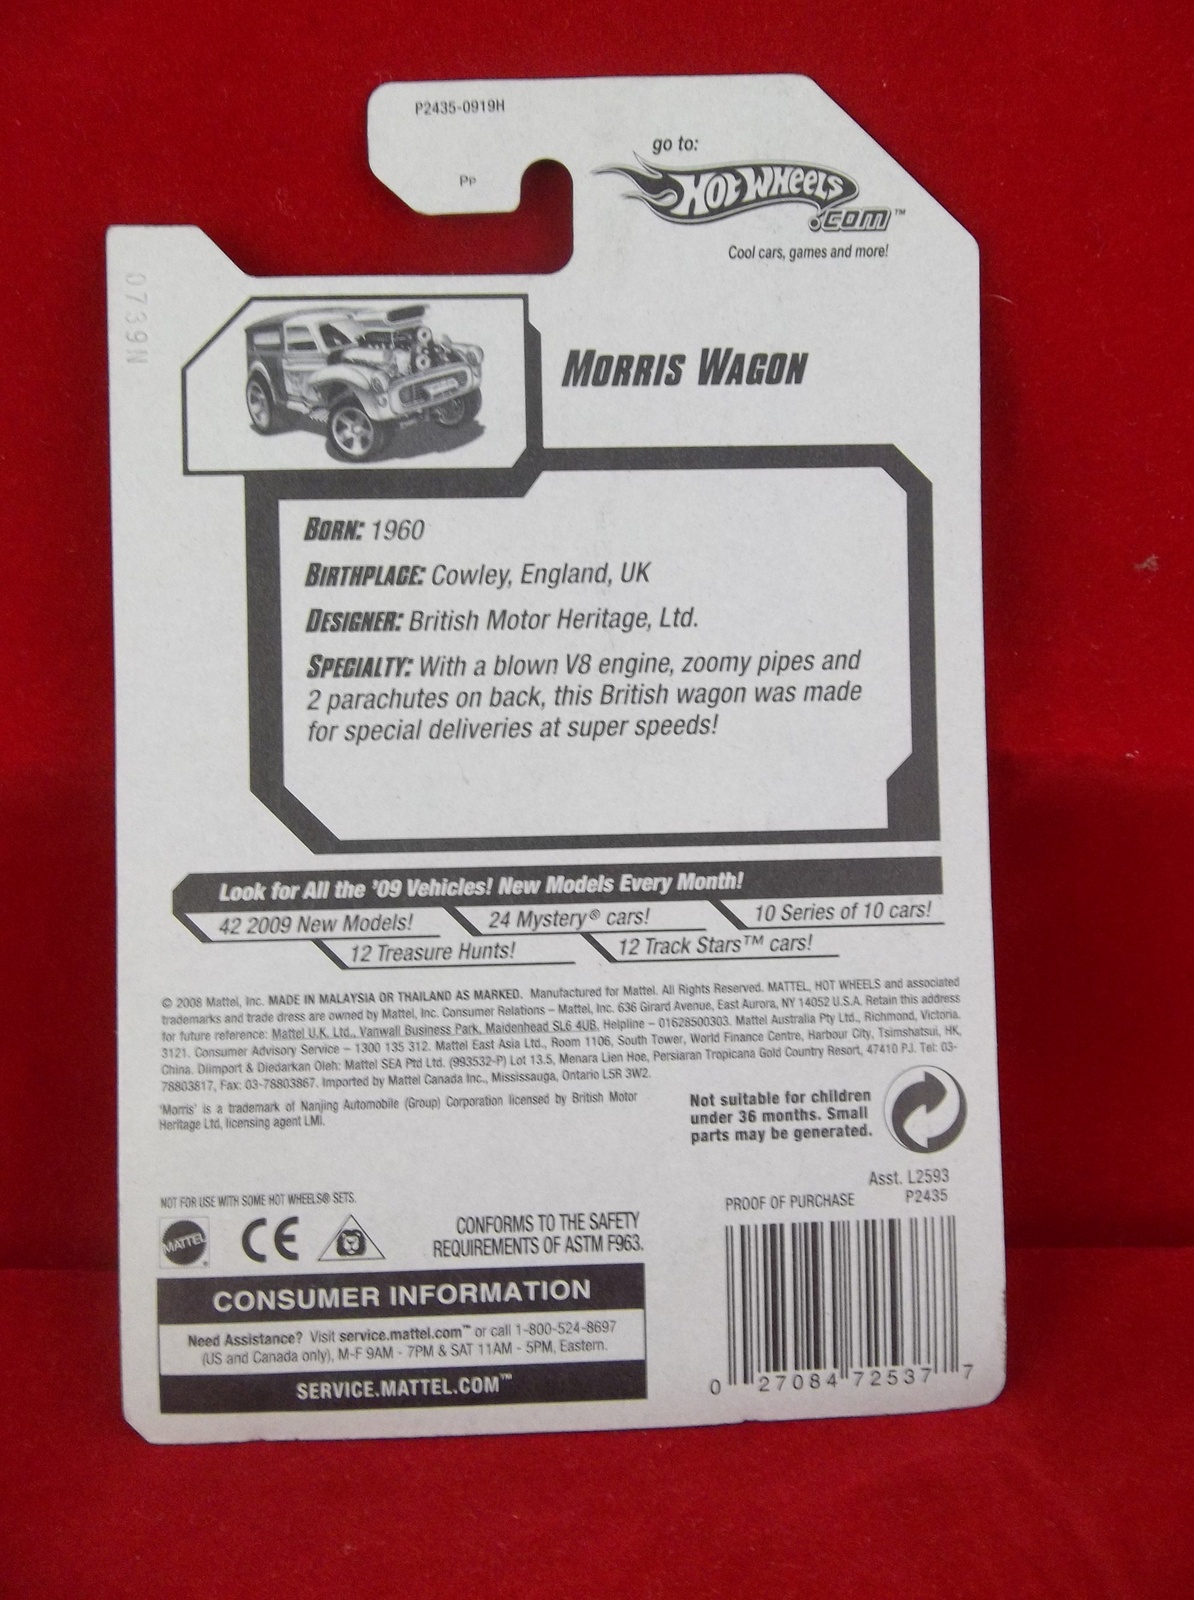 P2435-0919H
Pp
go to:
HOT WHEELS
.COM™
Cool cars, games and more!
0739N
MORRIS WAGON
BORN: 1960
BIRTHPLACE: Cowley, England, UK
DESIGNER: British Motor Heritage, Ltd.
SPECIALTY: With a blown V8 engine, zoomy pipes and
2 parachutes on back, this British wagon was made
for special deliveries at super speeds!
Look for All the '09 Vehicles! New Models Every Month!
42 2009 New Models!
24 Mystery® cars!
10 Series of 10 cars!
12 Treasure Hunts!
12 Track Stars™ cars!
© 2008 Mattel, Inc. MADE IN MALAYSIA OR THAILAND AS MARKED. Manufactured for Mattel. All Rights Reserved. MATTEL, HOT WHEELS and associated
trademarks and trade dress are owned by Mattel, Inc. Consumer Relations – Mattel, Inc. 636 Girard Avenue, East Aurora, NY 14052 U.S.A. Retain this address
for future reference: Mattel U.K. Ltd., Vanwall Business Park, Maidenhead SL6 4UB. Helpline – 01628500303. Mattel Australia Pty Ltd., Richmond, Victoria.
3121. Consumer Advisory Service – 1300 135 312. Mattel East Asia Ltd., Room 1106, South Tower, World Finance Centre, Harbour City, Tsimshatsui, HK,
China. Diimport & Diedarkan Oleh: Mattel SEA Ptd Ltd. (993532-P) Lot 13.5, Menara Lien Hoe, Persiaran Tropicana Gold Country Resort, 47410 PJ. Tel: 03-
78803817, Fax: 03-78803867. Imported by Mattel Canada Inc., Mississauga, Ontario L5R 3W2.
'Morris' is a trademark of Nanjing Automobile (Group) Corporation licensed by British Motor
Heritage Ltd, licensing agent LMI.
Not suitable for children
under 36 months. Small
parts may be generated.
Asst. L2593
PROOF OF PURCHASE P2435
NOT FOR USE WITH SOME HOT WHEELS® SETS.
MATTEL
CE
CONFORMS TO THE SAFETY
REQUIREMENTS OF ASTM F963.
CONSUMER INFORMATION
Need Assistance? Visit service.mattel.com™ or call 1-800-524-8697
(US and Canada only), M-F 9AM - 7PM & SAT 11AM - 5PM, Eastern.
SERVICE.MATTEL.COM™
0 27084 72537 7